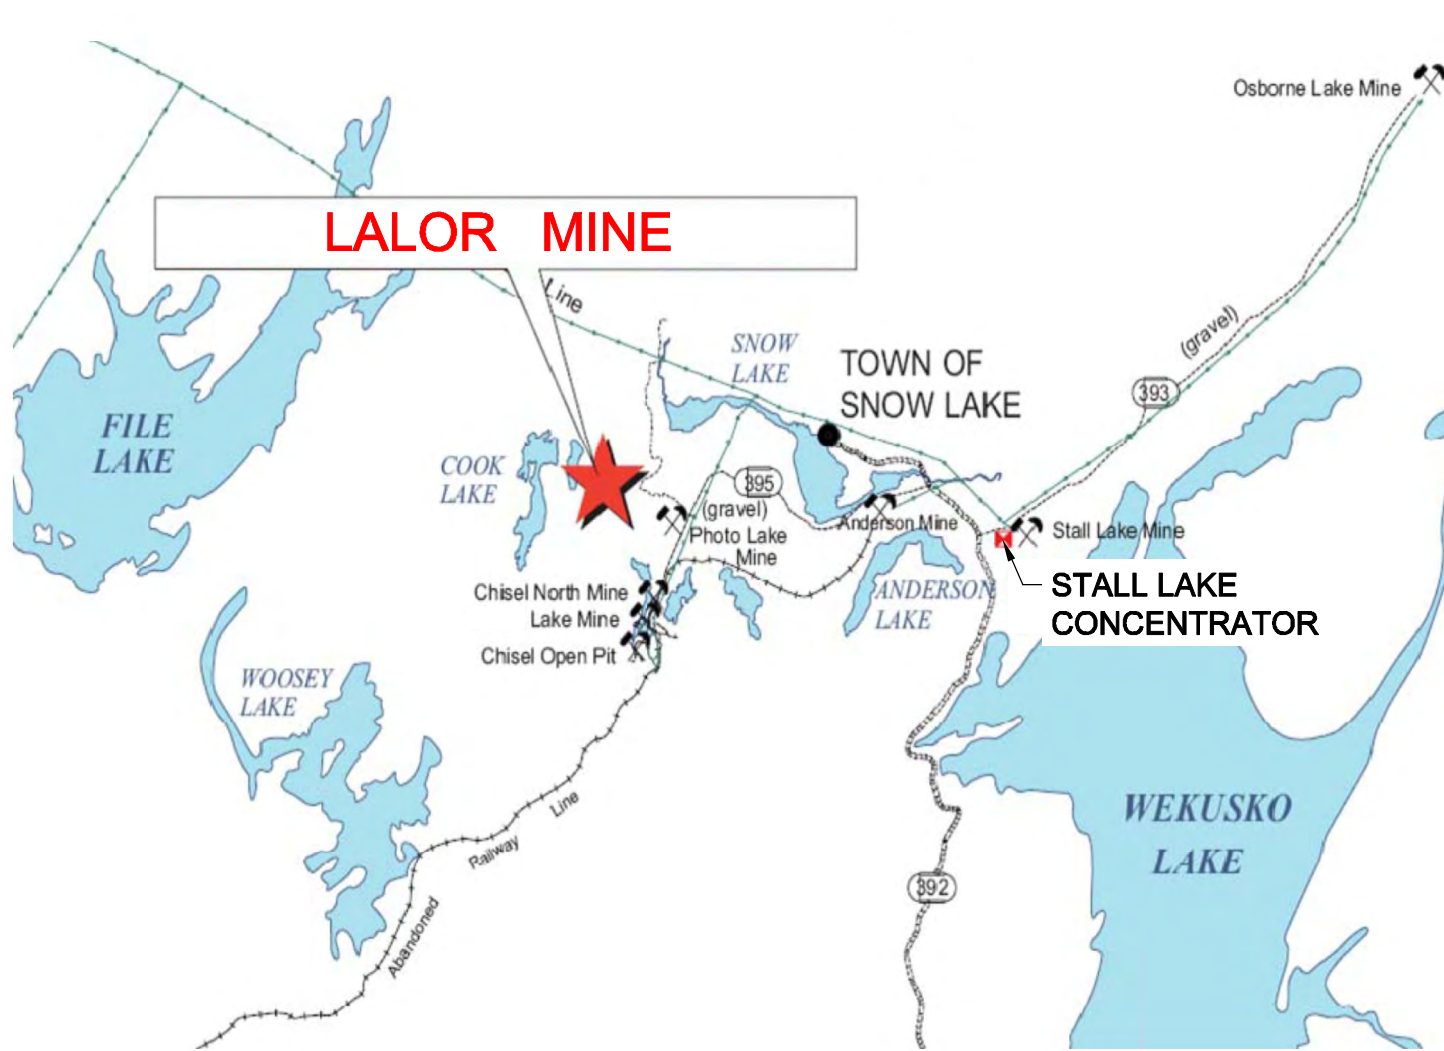 Osborne Lake Mine
LALOR MINE
Line
(gravel)
SNOW
LAKE
TOWN OF
SNOW LAKE
393
FILE
LAKE
COOK
LAKE
395
(gravel)
Photo Lake
Mine
Anderson Mine
Stall Lake Mine
STALL LAKE
CONCENTRATOR
Chisel North Mine
Lake Mine
Chisel Open Pit
ANDERSON
LAKE
WOOSEY
LAKE
WEKUSKO
LAKE
392
Abandoned
Railway
Line